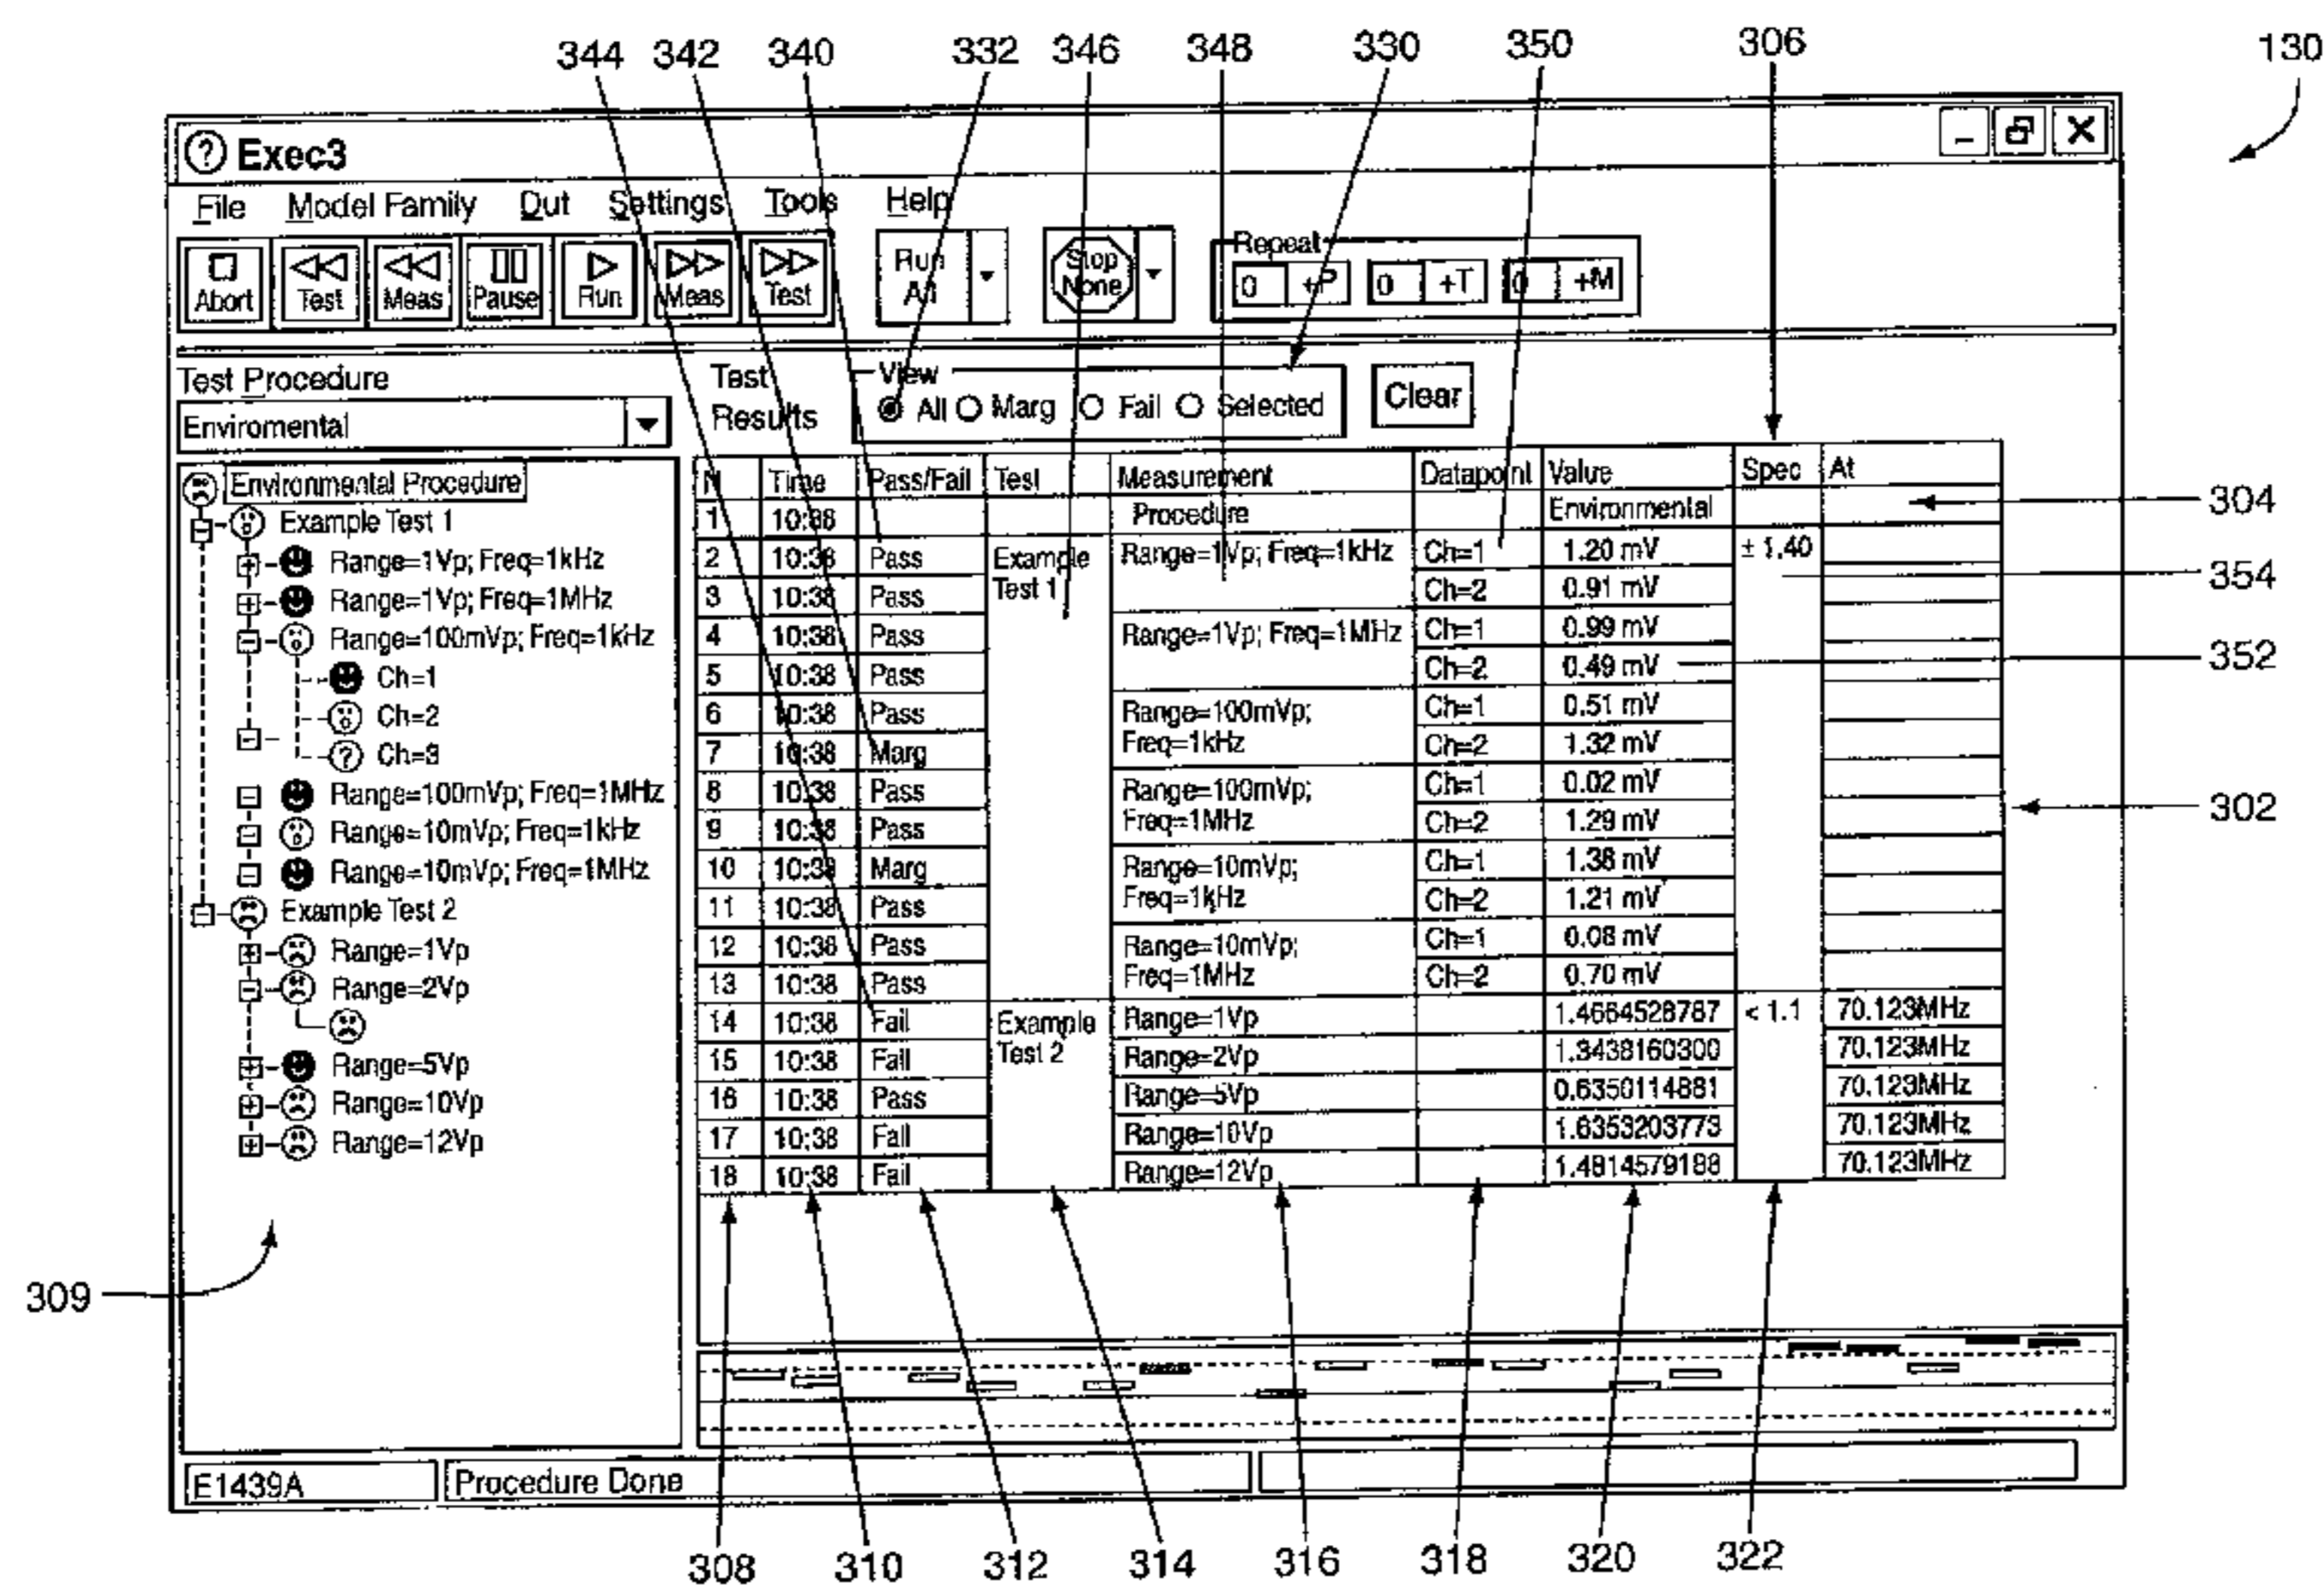 344 342 340 332 346 348 330 350 306 130
? Exec3
File Model Family Dut Settings Tools Help
Abort Test Meas Pause Run Meas Test Run All Stop None Repeat 0 +P 0 +T 0 +M
Test Procedure
Enviromental
Test Results View All Marg Fail Selected Clear
Environmental Procedure
Example Test 1
Range=1Vp; Freq=1kHz
Range=1Vp; Freq=1MHz
Range=100mVp; Freq=1kHz
Ch=1
Ch=2
? Ch=3
Range=100mVp; Freq=1MHz
Range=10mVp; Freq=1kHz
Range=10mVp; Freq=1MHz
Example Test 2
Range=1Vp
Range=2Vp
Range=5Vp
Range=10Vp
Range=12Vp
N Time Pass/Fail Test Measurement Datapoint Value Spec At
1 10:38 Procedure Environmental
2 10:38 Pass Example Test 1 Range=1Vp; Freq=1kHz Ch=1 1.20 mV ± 1.40
3 10:38 Pass Ch=2 0.91 mV
4 10:38 Pass Range=1Vp; Freq=1MHz Ch=1 0.99 mV
5 10:38 Pass Ch=2 0.49 mV
6 10:38 Pass Range=100mVp; Freq=1kHz Ch=1 0.51 mV
7 10:38 Marg Ch=2 1.32 mV
8 10:38 Pass Range=100mVp; Freq=1MHz Ch=1 0.02 mV
9 10:38 Pass Ch=2 1.29 mV
10 10:38 Marg Range=10mVp; Freq=1kHz Ch=1 1.38 mV
11 10:38 Pass Ch=2 1.21 mV
12 10:38 Pass Range=10mVp; Freq=1MHz Ch=1 0.08 mV
13 10:38 Pass Ch=2 0.70 mV
14 10:38 Fail Example Test 2 Range=1Vp 1.4664528787 < 1.1 70.123MHz
15 10:38 Fail Range=2Vp 1.3438160300 70.123MHz
16 10:38 Pass Range=5Vp 0.6350114881 70.123MHz
17 10:38 Fail Range=10Vp 1.6353203773 70.123MHz
18 10:38 Fail Range=12Vp 1.4814579188 70.123MHz
304
354
352
302
309
E1439A Procedure Done
308 310 312 314 316 318 320 322